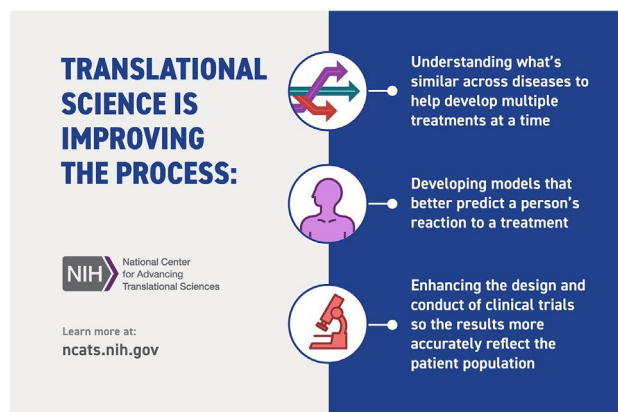 TRANSLATIONAL
SCIENCE IS
IMPROVING
THE PROCESS:
NIH
National Center
for Advancing
Translational Sciences
Learn more at:
ncats.nih.gov
Understanding what's
similar across diseases to
help develop multiple
treatments at a time
Developing models that
better predict a person's
reaction to a treatment
Enhancing the design and
conduct of clinical trials
so the results more
accurately reflect the
patient population